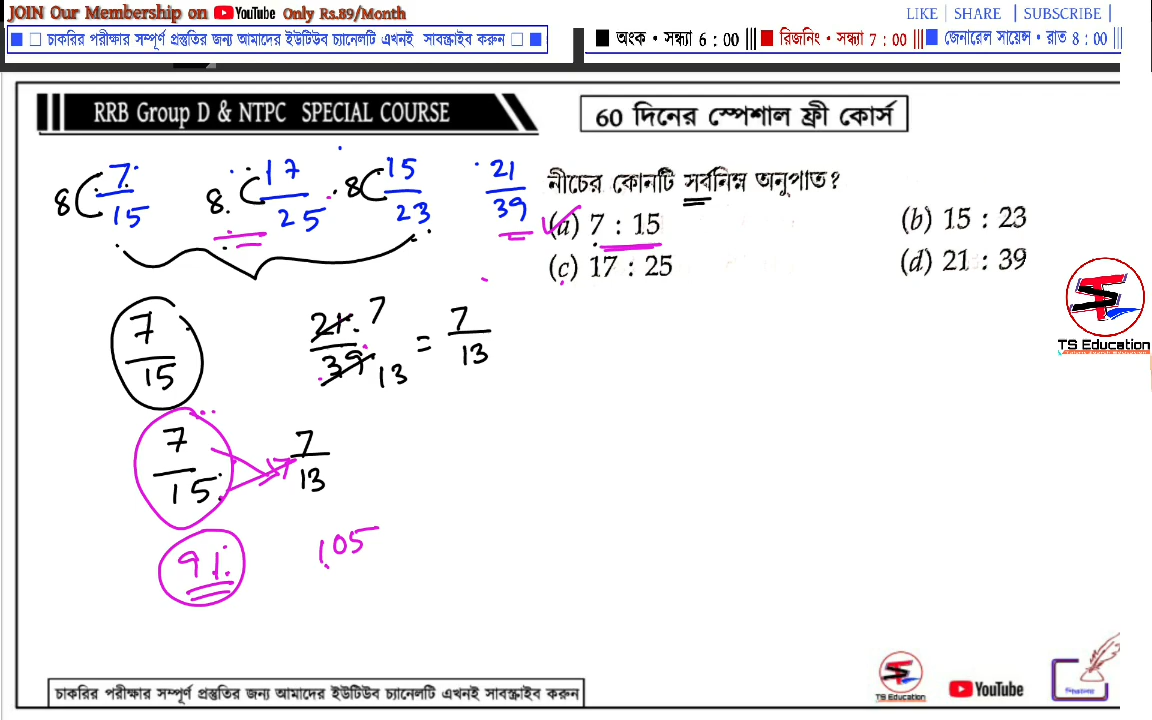 JOIN Our Membership on YouTube Only Rs.89/Month
LIKE | SHARE | SUBSCRIBE |
চাকরির পরীক্ষার সম্পূর্ণ প্রস্তুতির জন্য আমাদের ইউটিউব চ্যানেলটি এখনই সাবস্ক্রাইব করুন
■ অংক • সন্ধ্যা 6 : 00 ||| ■ রিজনিং • সন্ধ্যা 7 : 00 ||| ■ জেনারেল সায়েন্স • রাত 8 : 00 |||
RRB Group D & NTPC SPECIAL COURSE
60 দিনের স্পেশাল ফ্রী কোর্স
8 ( 7/15 8 ( 17/25 8 ( 15/23 21/39
নীচের কোনটি সর্বনিম্ন অনুপাত?
(a) 7 : 15 (b) 15 : 23
(c) 17 : 25 (d) 21 : 39
7/15 21/39 7/13 = 7/13
TS Education
7/15 7/13
91 105
চাকরির পরীক্ষার সম্পূর্ণ প্রস্তুতির জন্য আমাদের ইউটিউব চ্যানেলটি এখনই সাবস্ক্রাইব করুন
TS Education
YouTube